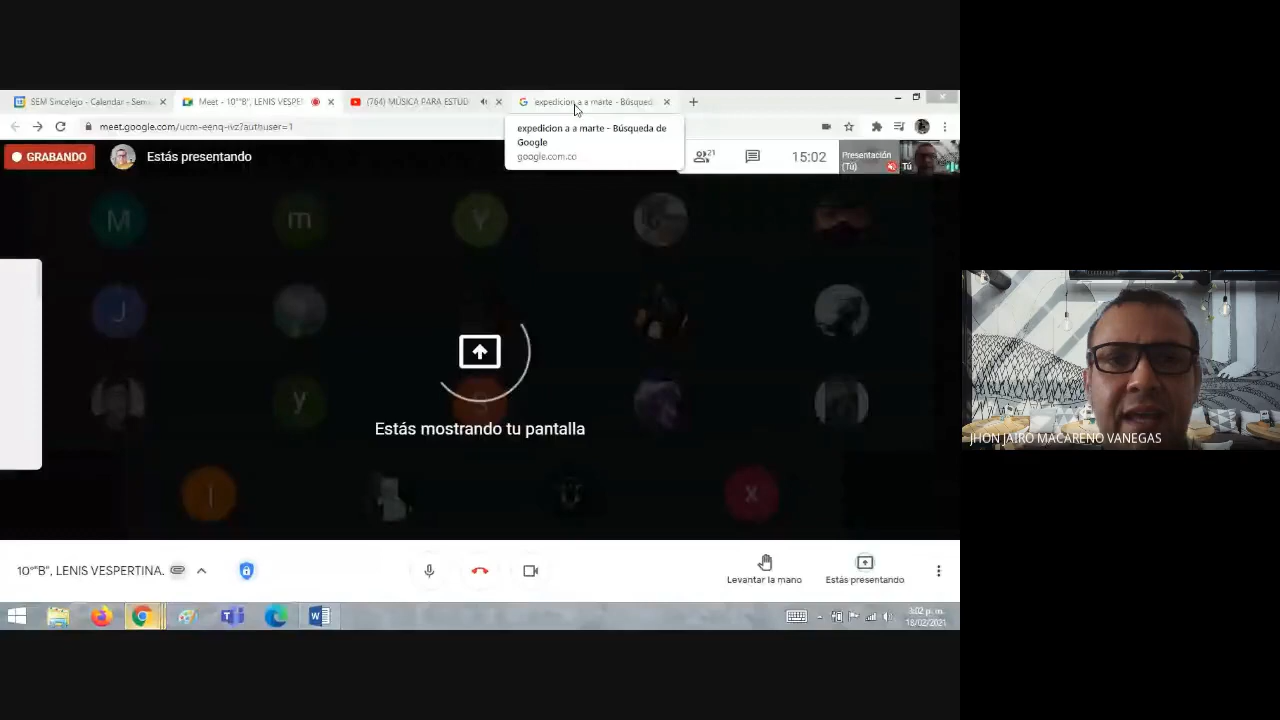 SEM Sincelejo - Calendar - Sem
Meet - 10°"B", LENIS VESPE
(764) MÚSICA PARA ESTUD
expedicion a a marte - Búsqued
meet.google.com/ucm-eenq-ivz?authuser=1
expedicion a a marte - Búsqueda de
Google
google.com.co
GRABANDO
Estás presentando
21
15:02
Presentación
(Tú)
Tú
M
m
Y
J
y
S
I
x
Estás mostrando tu pantalla
JHON JAIRO MACARENO VANEGAS
10°"B", LENIS VESPERTINA.
Levantar la mano
Estás presentando
3:02 p. m.
18/02/2021